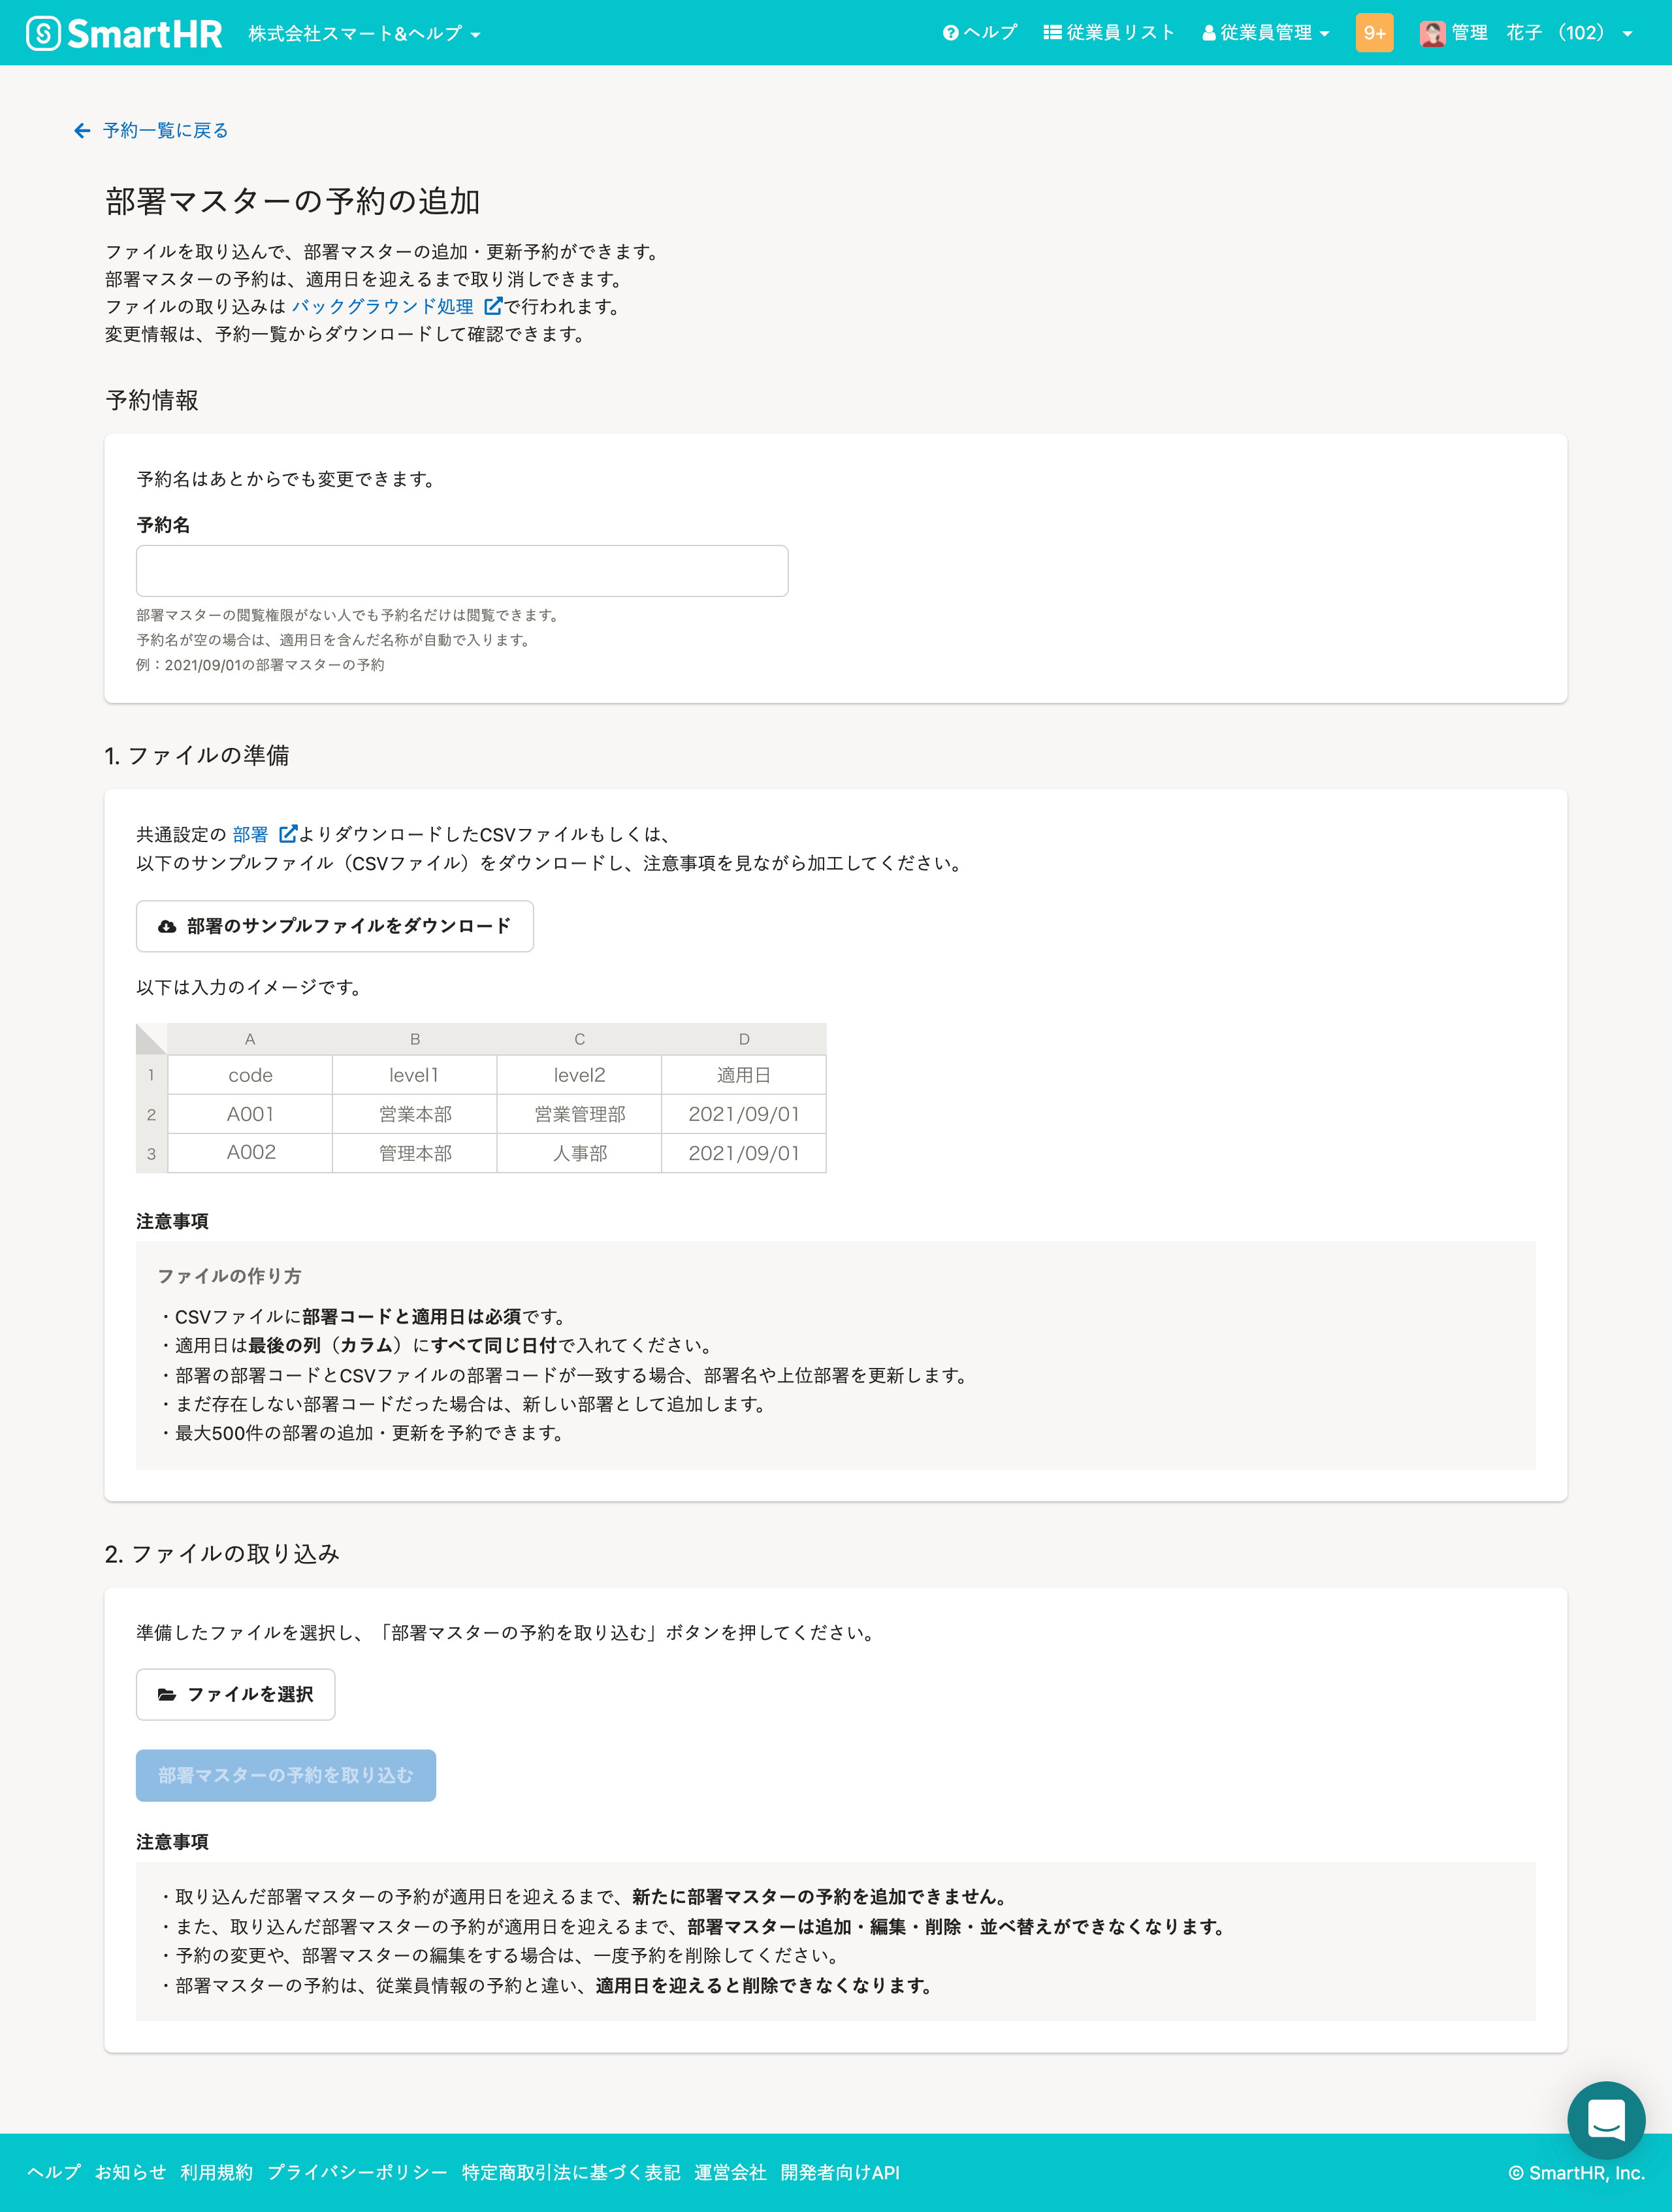 SmartHR 株式会社スマート&ヘルプ ヘルプ 従業員リスト 従業員管理 9+ 管理 花子 (102)
予約一覧に戻る
部署マスターの予約の追加
ファイルを取り込んで、部署マスターの追加・更新予約ができます。
部署マスターの予約は、適用日を迎えるまで取り消しできます。
ファイルの取り込みは バックグラウンド処理 で行われます。
変更情報は、予約一覧からダウンロードして確認できます。
予約情報
予約名はあとからでも変更できます。
予約名
部署マスターの閲覧権限がない人でも予約名だけは閲覧できます。
予約名が空の場合は、適用日を含んだ名称が自動で入ります。
例：2021/09/01の部署マスターの予約
1. ファイルの準備
共通設定の 部署 よりダウンロードしたCSVファイルもしくは、
以下のサンプルファイル（CSVファイル）をダウンロードし、注意事項を見ながら加工してください。
部署のサンプルファイルをダウンロード
以下は入力のイメージです。
A B C D
1 code level1 level2 適用日
2 A001 営業本部 営業管理部 2021/09/01
3 A002 管理本部 人事部 2021/09/01
注意事項
ファイルの作り方
・CSVファイルに部署コードと適用日は必須です。
・適用日は最後の列（カラム）にすべて同じ日付で入れてください。
・部署の部署コードとCSVファイルの部署コードが一致する場合、部署名や上位部署を更新します。
・まだ存在しない部署コードだった場合は、新しい部署として追加します。
・最大500件の部署の追加・更新を予約できます。
2. ファイルの取り込み
準備したファイルを選択し、「部署マスターの予約を取り込む」ボタンを押してください。
ファイルを選択
部署マスターの予約を取り込む
注意事項
・取り込んだ部署マスターの予約が適用日を迎えるまで、新たに部署マスターの予約を追加できません。
・また、取り込んだ部署マスターの予約が適用日を迎えるまで、部署マスターは追加・編集・削除・並べ替えができなくなります。
・予約の変更や、部署マスターの編集をする場合は、一度予約を削除してください。
・部署マスターの予約は、従業員情報の予約と違い、適用日を迎えると削除できなくなります。
ヘルプ お知らせ 利用規約 プライバシーポリシー 特定商取引法に基づく表記 運営会社 開発者向けAPI © SmartHR, Inc.